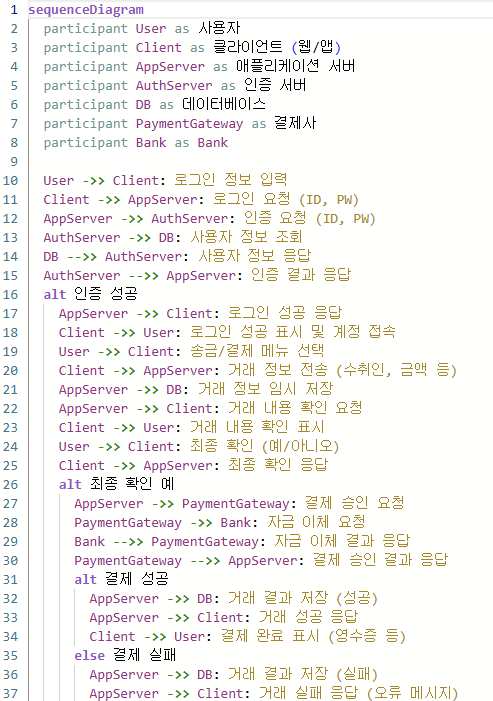 1 sequenceDiagram
2 participant User as 사용자
3 participant Client as 클라이언트 (웹/앱)
4 participant AppServer as 애플리케이션 서버
5 participant AuthServer as 인증 서버
6 participant DB as 데이터베이스
7 participant PaymentGateway as 결제사
8 participant Bank as Bank
9
10 User ->> Client: 로그인 정보 입력
11 Client ->> AppServer: 로그인 요청 (ID, PW)
12 AppServer ->> AuthServer: 인증 요청 (ID, PW)
13 AuthServer ->> DB: 사용자 정보 조회
14 DB -->> AuthServer: 사용자 정보 응답
15 AuthServer -->> AppServer: 인증 결과 응답
16 alt 인증 성공
17 AppServer ->> Client: 로그인 성공 응답
18 Client ->> User: 로그인 성공 표시 및 계정 접속
19 User ->> Client: 송금/결제 메뉴 선택
20 Client ->> AppServer: 거래 정보 전송 (수취인, 금액 등)
21 AppServer ->> DB: 거래 정보 임시 저장
22 AppServer ->> Client: 거래 내용 확인 요청
23 Client ->> User: 거래 내용 확인 표시
24 User ->> Client: 최종 확인 (예/아니오)
25 Client ->> AppServer: 최종 확인 응답
26 alt 최종 확인 예
27 AppServer ->> PaymentGateway: 결제 승인 요청
28 PaymentGateway ->> Bank: 자금 이체 요청
29 Bank -->> PaymentGateway: 자금 이체 결과 응답
30 PaymentGateway -->> AppServer: 결제 승인 결과 응답
31 alt 결제 성공
32 AppServer ->> DB: 거래 결과 저장 (성공)
33 AppServer ->> Client: 거래 성공 응답
34 Client ->> User: 결제 완료 표시 (영수증 등)
35 else 결제 실패
36 AppServer ->> DB: 거래 결과 저장 (실패)
37 AppServer ->> Client: 거래 실패 응답 (오류 메시지)